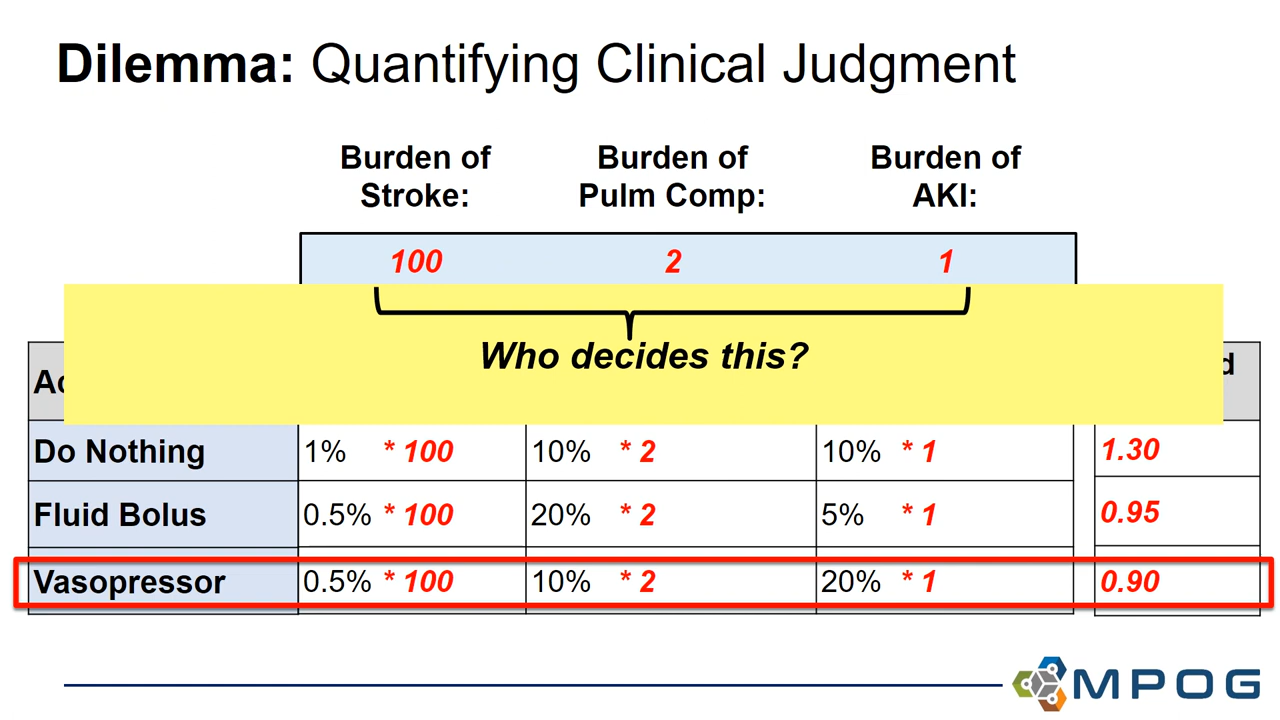 Dilemma: Quantifying Clinical Judgment
Burden of Stroke:
Burden of Pulm Comp:
Burden of AKI:
100 2 1
Who decides this?
Do Nothing 1% * 100 10% * 2 10% * 1 1.30
Fluid Bolus 0.5% * 100 20% * 2 5% * 1 0.95
Vasopressor 0.5% * 100 10% * 2 20% * 1 0.90
MPOG